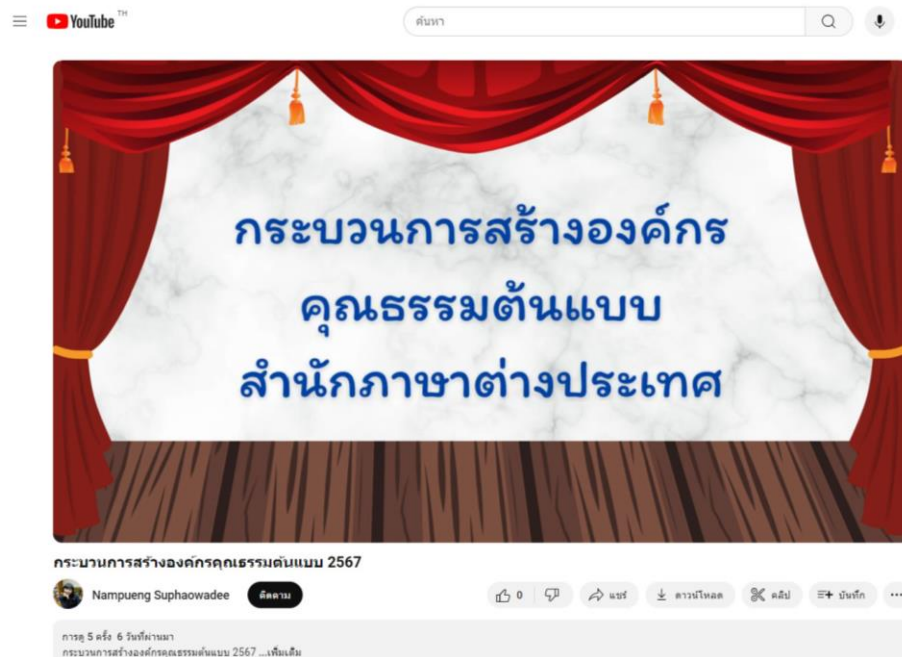 YouTube TH
ค้นหา
กระบวนการสร้างองค์กร
คุณธรรมต้นแบบ
สำนักภาษาต่างประเทศ
กระบวนการสร้างองค์กรคุณธรรมต้นแบบ 2567
Nampueng Suphaowadee
ติดตาม
0
แชร์
ดาวน์โหลด
คลิป
บันทึก
การดู 5 ครั้ง 6 วันที่ผ่านมา
กระบวนการสร้างองค์กรคุณธรรมต้นแบบ 2567 ...เพิ่มเติม